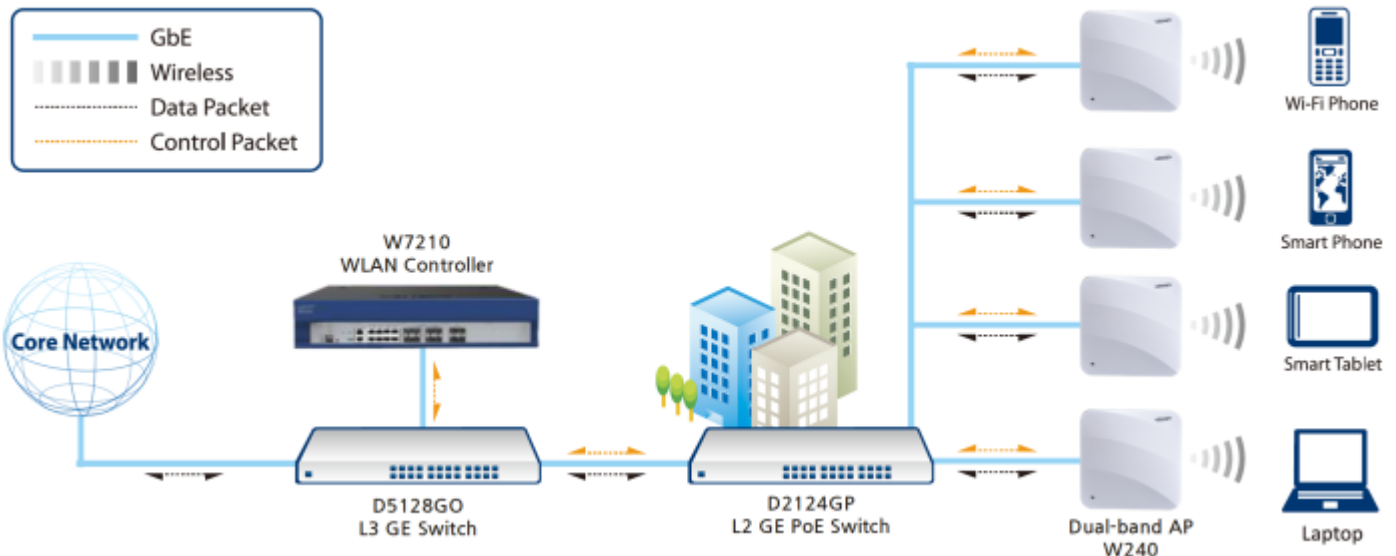 GbE
Wireless
Data Packet
Control Packet
Wi-Fi Phone
Smart Phone
W7210
WLAN Controller
Core Network
Smart Tablet
D5128GO
L3 GE Switch
D2124GP
L2 GE PoE Switch
Dual-band AP
W240
Laptop